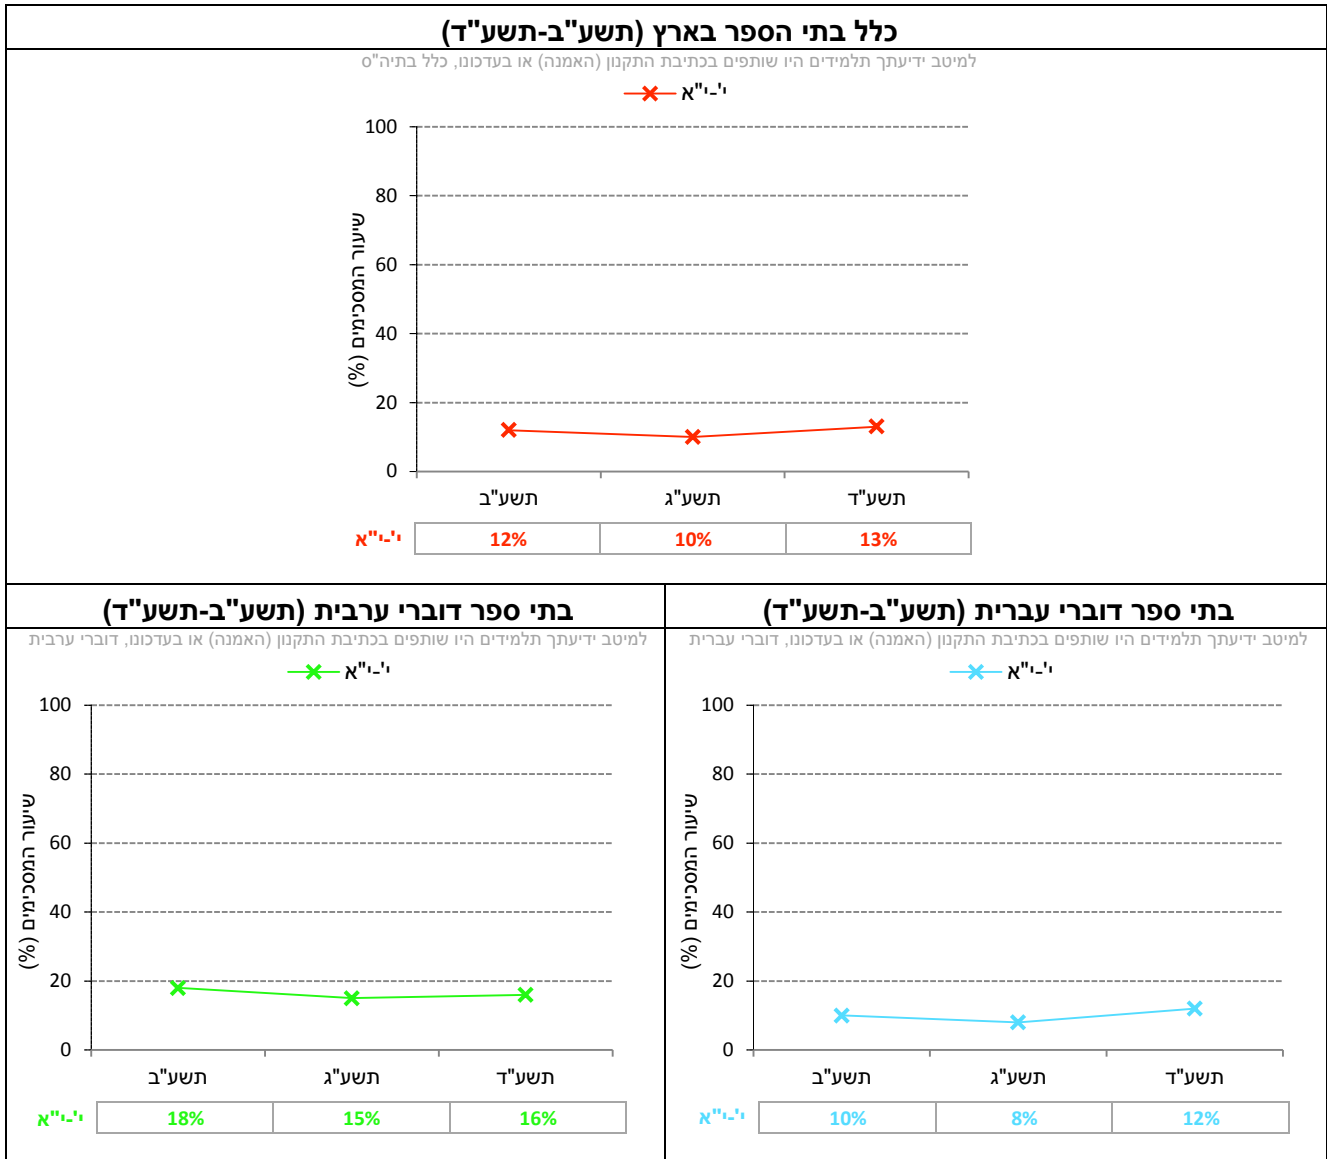 כלל בתי הספר בארץ (תשע"ב-תשע"ד)
למיטב ידיעתך תלמידים היו שותפים בכתיבת התקנון (האמנה) או בעדכונו, כלל בתיה"ס
י'-י"א
שיעור המסכימים (%)
100
80
60
40
20
0
תשע"ב תשע"ג תשע"ד
י'-י"א 12% 10% 13%
בתי ספר דוברי עברית (תשע"ב-תשע"ד)
למיטב ידיעתך תלמידים היו שותפים בכתיבת התקנון (האמנה) או בעדכונו, דוברי עברית
י'-י"א
שיעור המסכימים (%)
100
80
60
40
20
0
תשע"ב תשע"ג תשע"ד
י'-י"א 10% 8% 12%
בתי ספר דוברי ערבית (תשע"ב-תשע"ד)
למיטב ידיעתך תלמידים היו שותפים בכתיבת התקנון (האמנה) או בעדכונו, דוברי ערבית
י'-י"א
שיעור המסכימים (%)
100
80
60
40
20
0
תשע"ב תשע"ג תשע"ד
י'-י"א 18% 15% 16%